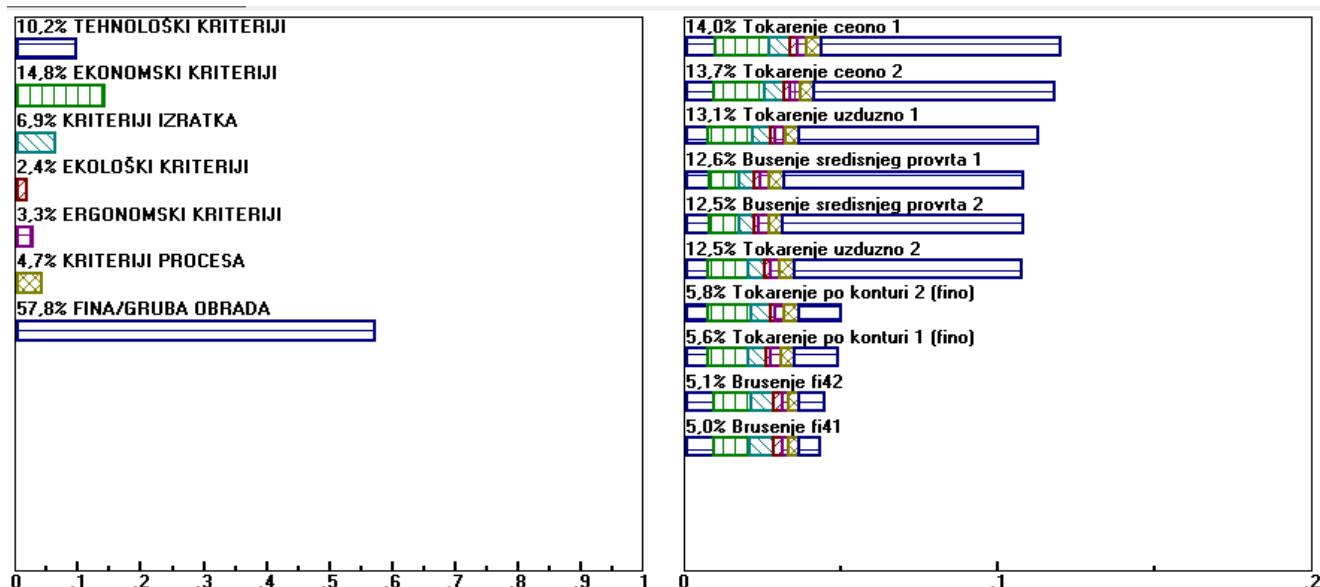 10,2% TEHNOLOŠKI KRITERIJI
14,8% EKONOMSKI KRITERIJI
6,9% KRITERIJI IZRATKA
2,4% EKOLOŠKI KRITERIJI
3,3% ERGONOMSKI KRITERIJI
4,7% KRITERIJI PROCESA
57,8% FINA/GRUBA OBRADA
0 .1 .2 .3 .4 .5 .6 .7 .8 .9 1
14,0% Tokarenje ceono 1
13,7% Tokarenje ceono 2
13,1% Tokarenje uzduzno 1
12,6% Busenje sredisnjeg provrta 1
12,5% Busenje sredisnjeg provrta 2
12,5% Tokarenje uzduzno 2
5,8% Tokarenje po konturi 2 (fino)
5,6% Tokarenje po konturi 1 (fino)
5,1% Brusenje fi42
5,0% Brusenje fi41
0 .1 .2